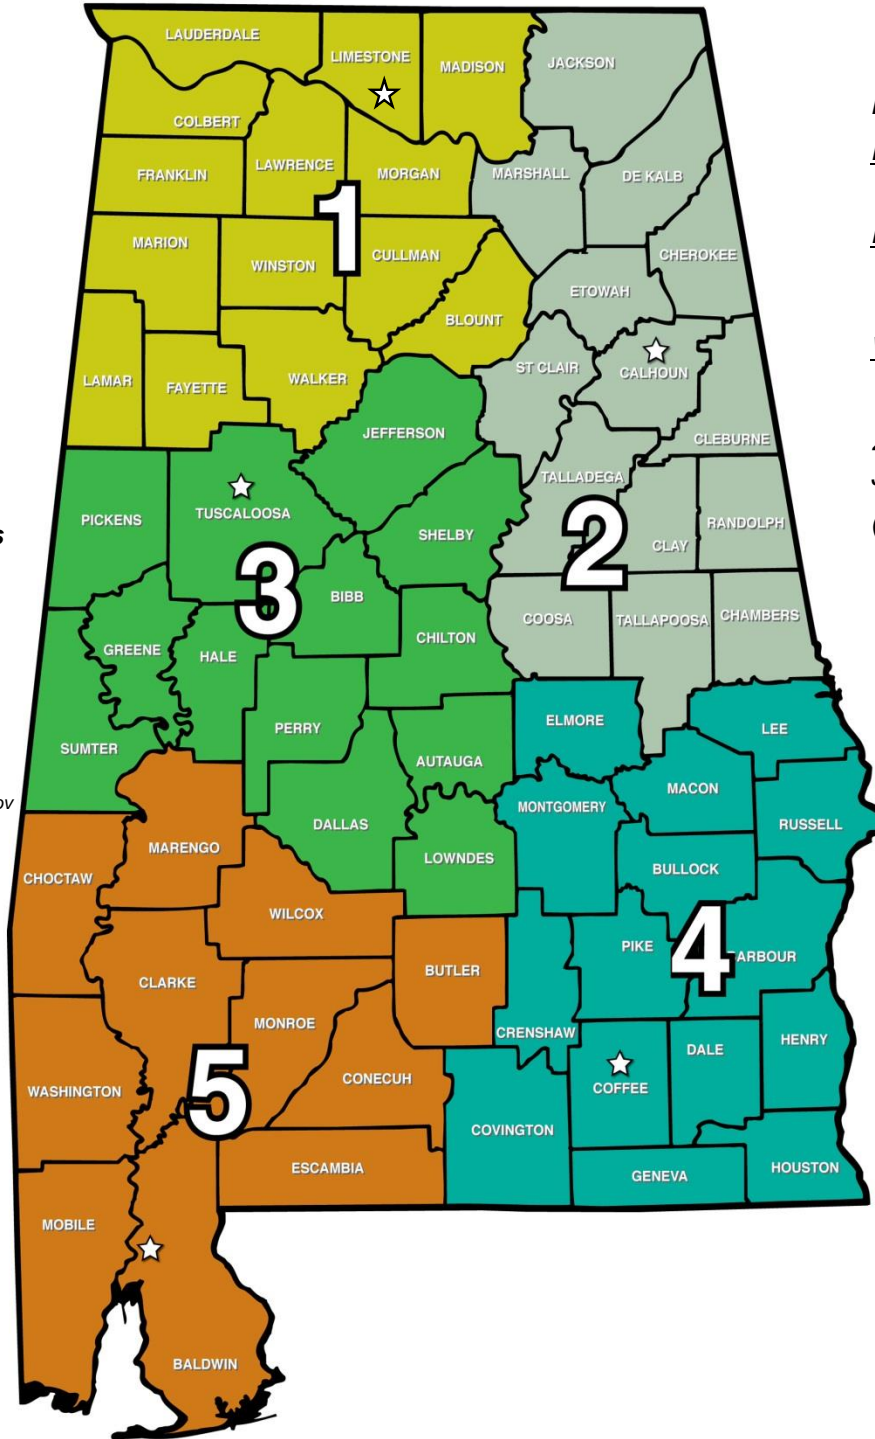 LAUDERDALE
LIMESTONE
MADISON
JACKSON
COLBERT
LAWRENCE
FRANKLIN
MORGAN
MARSHALL
DE KALB
1
MARION
WINSTON
CULLMAN
CHEROKEE
ETOWAH
BLOUNT
LAMAR
FAYETTE
WALKER
ST CLAIR
CALHOUN
JEFFERSON
CLEBURNE
TALLADEGA
PICKENS
TUSCALOOSA
SHELBY
2
CLAY
RANDOLPH
3
BIBB
GREENE
HALE
CHILTON
COOSA
TALLAPOOSA
CHAMBERS
SUMTER
PERRY
AUTAUGA
ELMORE
LEE
ov
MARENGO
DALLAS
LOWNDES
MONTGOMERY
MACON
RUSSELL
CHOCTAW
WILCOX
BULLOCK
CLARKE
BUTLER
PIKE
4
ARBOUR
MONROE
CRENSHAW
WASHINGTON
5
CONECUH
COFFEE
DALE
HENRY
COVINGTON
ESCAMBIA
GENEVA
HOUSTON
MOBILE
BALDWIN